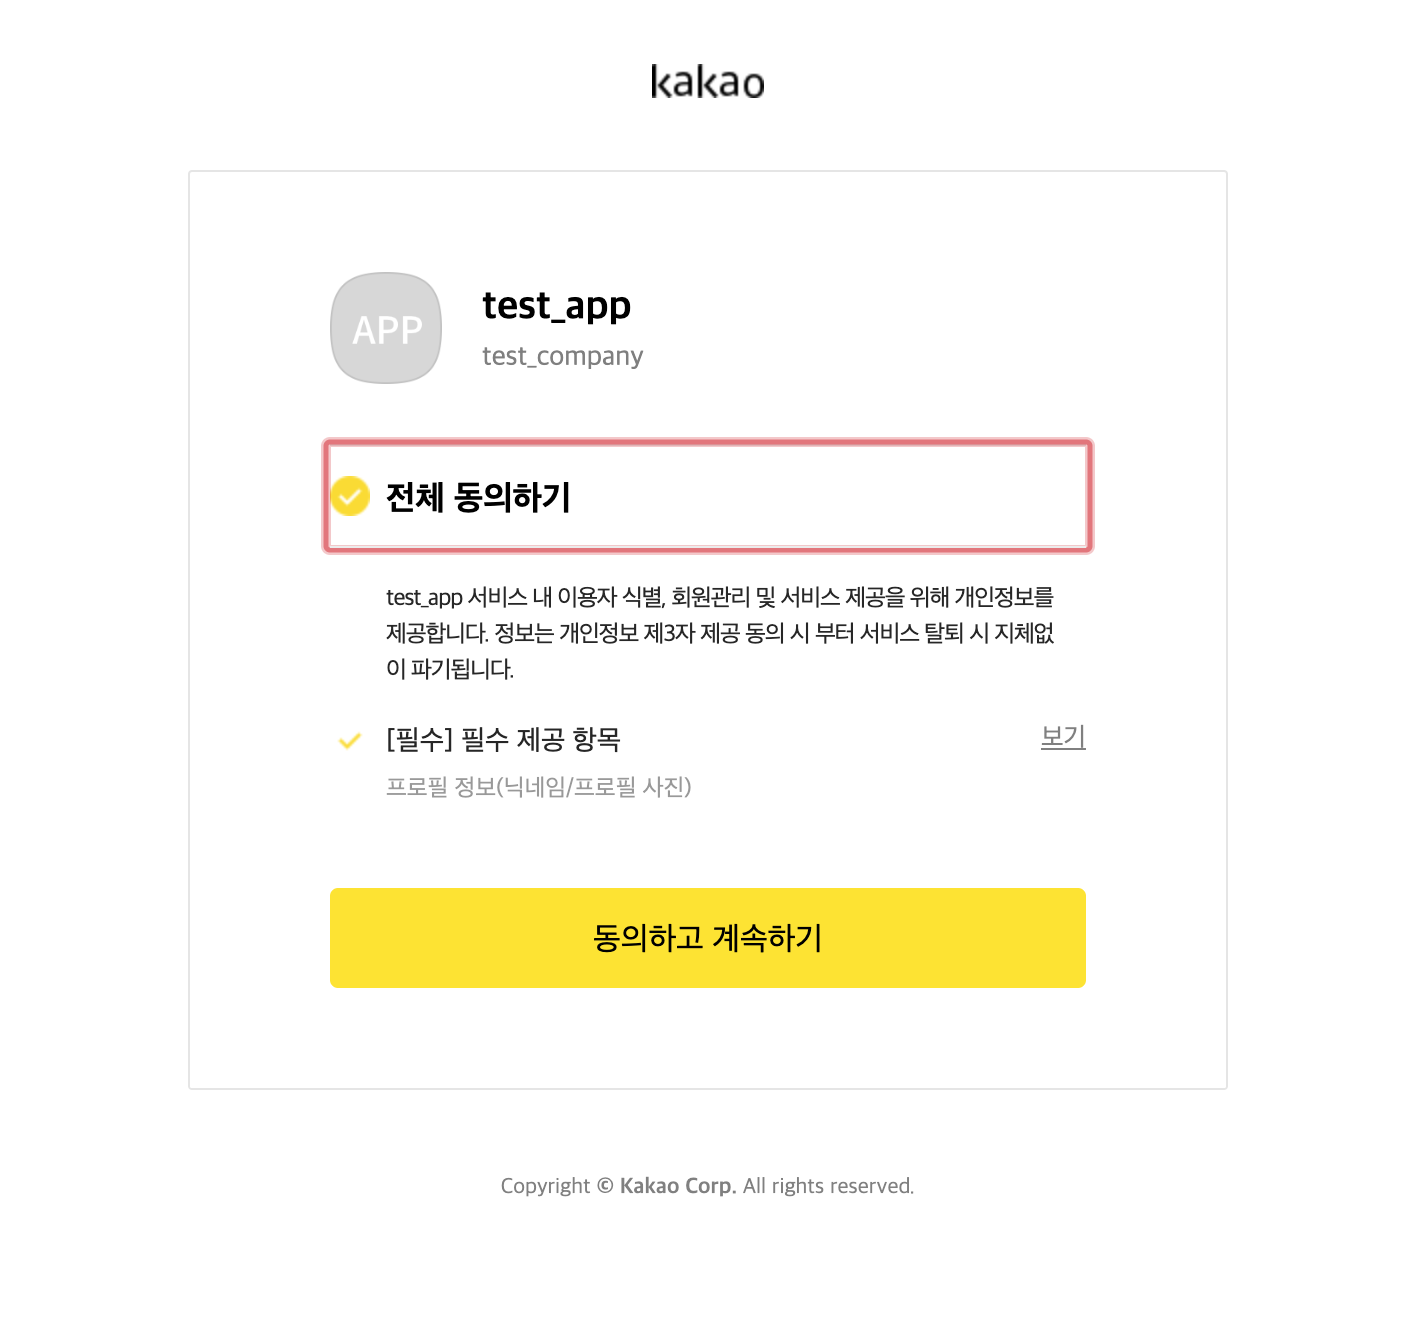 kakao
APP
test_app
test_company
전체 동의하기
test_app 서비스 내 이용자 식별, 회원관리 및 서비스 제공을 위해 개인정보를
제공합니다. 정보는 개인정보 제3자 제공 동의 시 부터 서비스 탈퇴 시 지체없
이 파기됩니다.
[필수] 필수 제공 항목 보기
프로필 정보(닉네임/프로필 사진)
동의하고 계속하기
Copyright © Kakao Corp. All rights reserved.